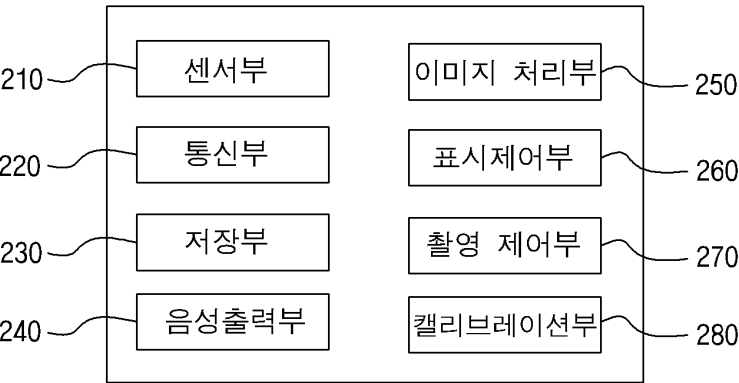 210 센서부
이미지 처리부 250
220 통신부
표시제어부 260
230 저장부
촬영 제어부 270
240 음성출력부
캘리브레이션부 280